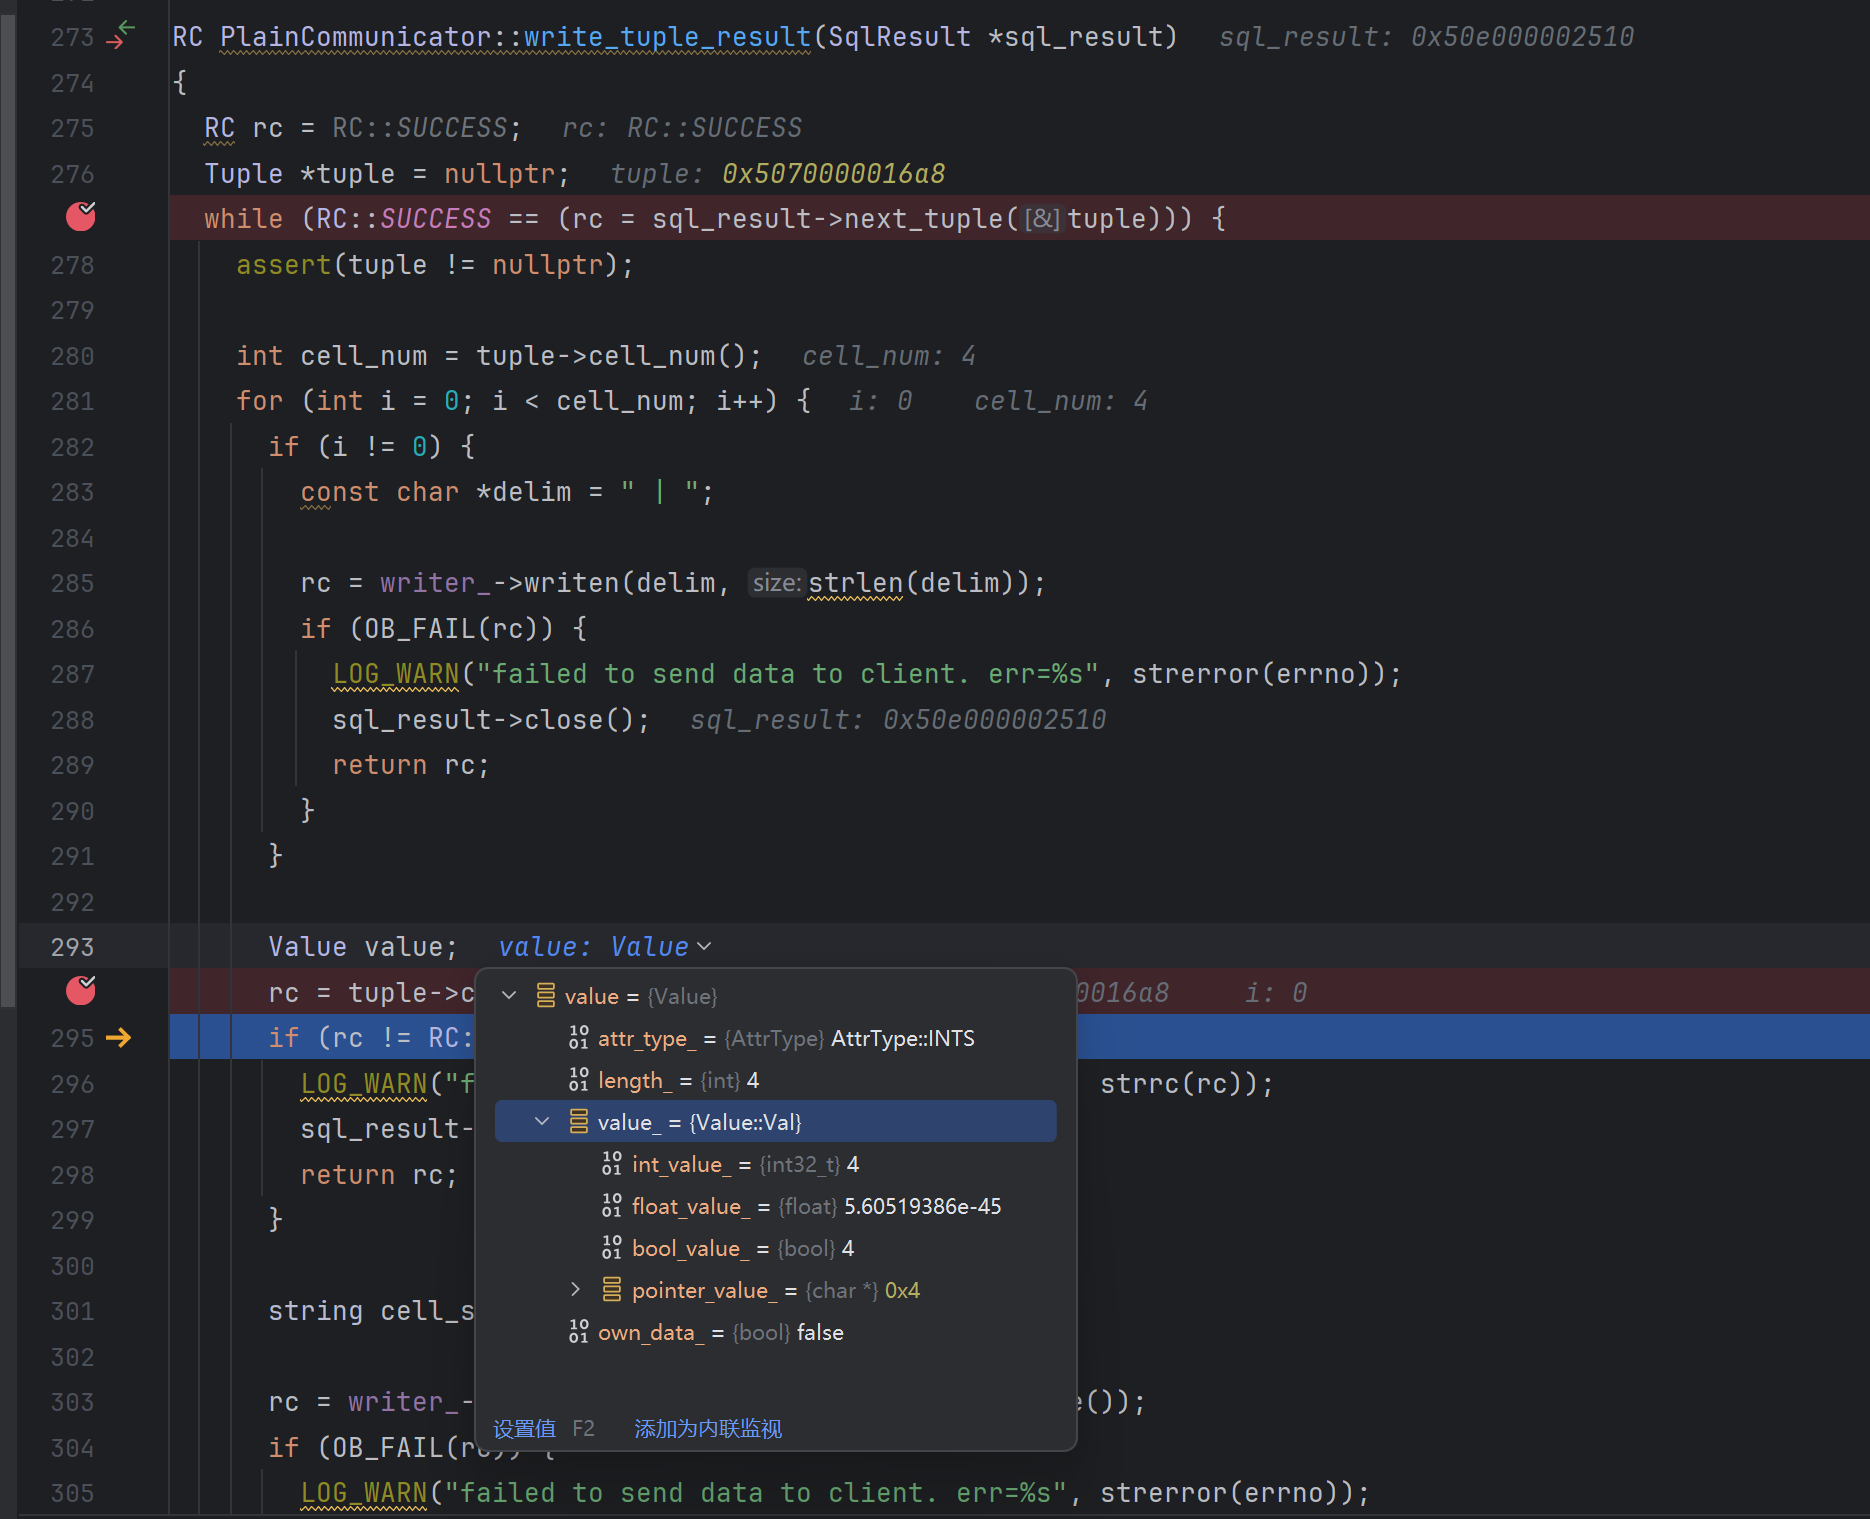 273 RC PlainCommunicator::write_tuple_result(SqlResult *sql_result) sql_result: 0x50e000002510
274 {
275 RC rc = RC::SUCCESS; rc: RC::SUCCESS
276 Tuple *tuple = nullptr; tuple: 0x5070000016a8
while (RC::SUCCESS == (rc = sql_result->next_tuple([&]tuple))) {
278 assert(tuple != nullptr);
279
280 int cell_num = tuple->cell_num(); cell_num: 4
281 for (int i = 0; i < cell_num; i++) { i: 0 cell_num: 4
282 if (i != 0) {
283 const char *delim = " | ";
284
285 rc = writer_->writen(delim, size: strlen(delim));
286 if (OB_FAIL(rc)) {
287 LOG_WARN("failed to send data to client. err=%s", strerror(errno));
288 sql_result->close(); sql_result: 0x50e000002510
289 return rc;
290 }
291 }
292
293 Value value; value: Value
rc = tuple->c 0016a8 i: 0
295 if (rc != RC:
296 LOG_WARN("f strrc(rc));
297 sql_result-
298 return rc;
299 }
300
301 string cell_s
302
303 rc = writer_- e());
304 if (OB_FAIL(rc)) {
305 LOG_WARN("failed to send data to client. err=%s", strerror(errno));
value = {Value}
attr_type_ = {AttrType} AttrType::INTS
length_ = {int} 4
value_ = {Value::Val}
int_value_ = {int32_t} 4
float_value_ = {float} 5.60519386e-45
bool_value_ = {bool} 4
pointer_value_ = {char *} 0x4
own_data_ = {bool} false
设置值 F2 添加为内联监视